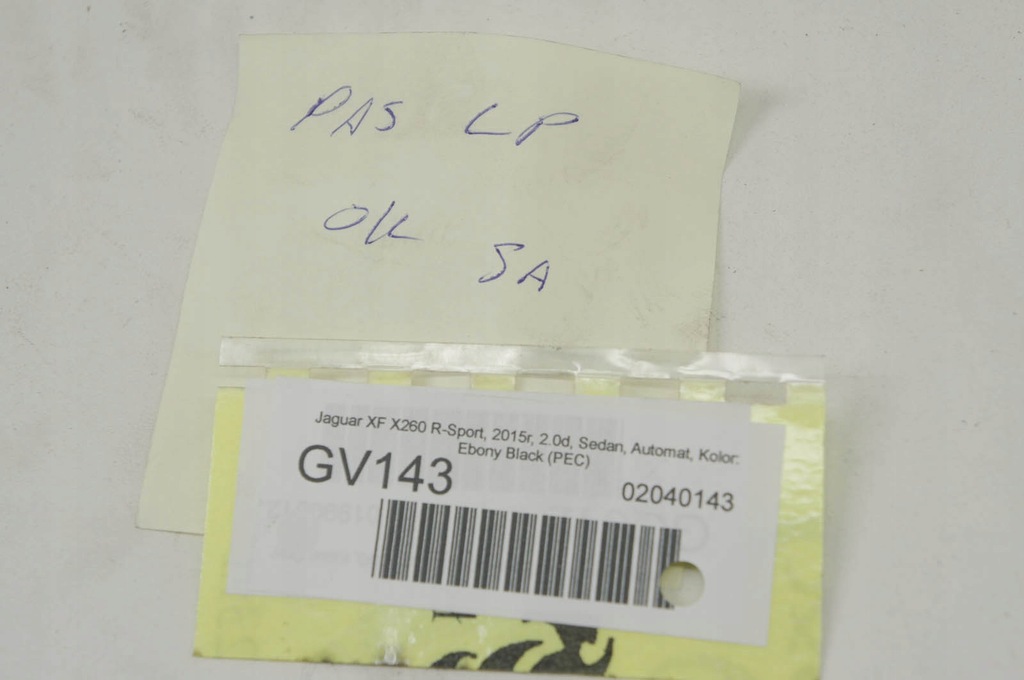 PAS LP
OK SA
Jaguar XF X260 R-Sport, 2015r, 2.0d, Sedan, Automat, Kolor:
Ebony Black (PEC)
GV143
02040143